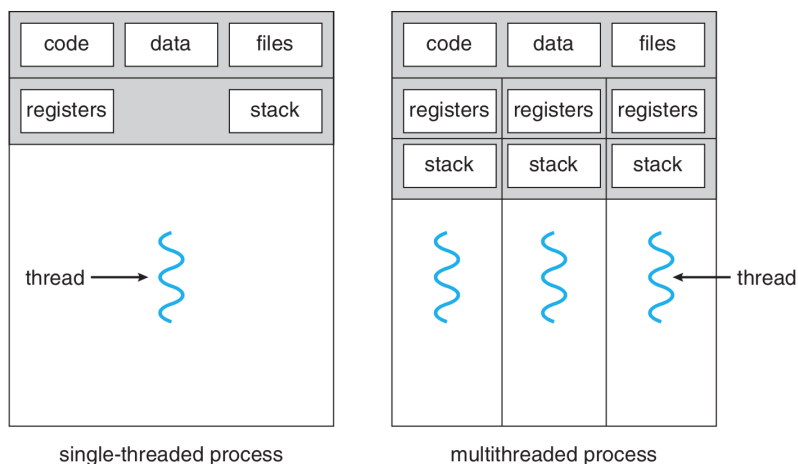 code data files
registers stack
thread
single-threaded process
code data files
registers registers registers
stack stack stack
thread
multithreaded process